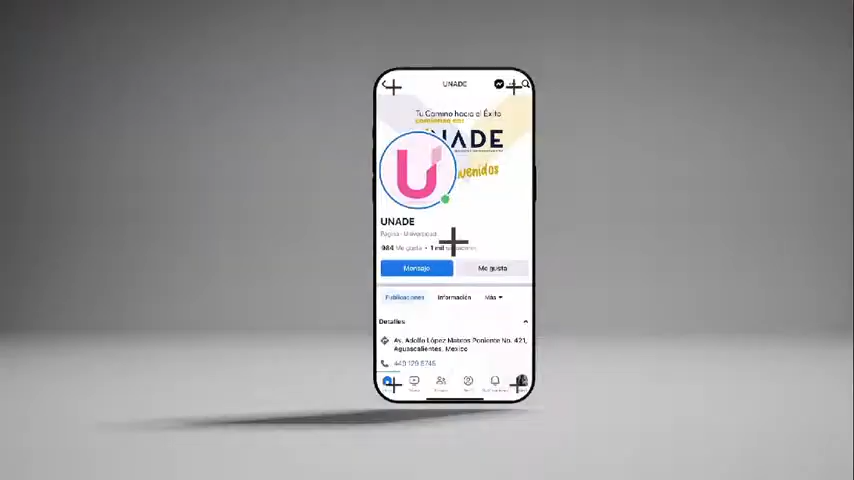 UNADE
Tu Camino hacia el Éxito
UNADE
venidos
U
UNADE
Página · Universidad
984 Me gusta • 1 mil
Mensaje
Me gusta
Publicaciones
Información
Más
Detalles
Av. Adolfo López Mateos Poniente No. 421,
Aguascalientes, Mexico